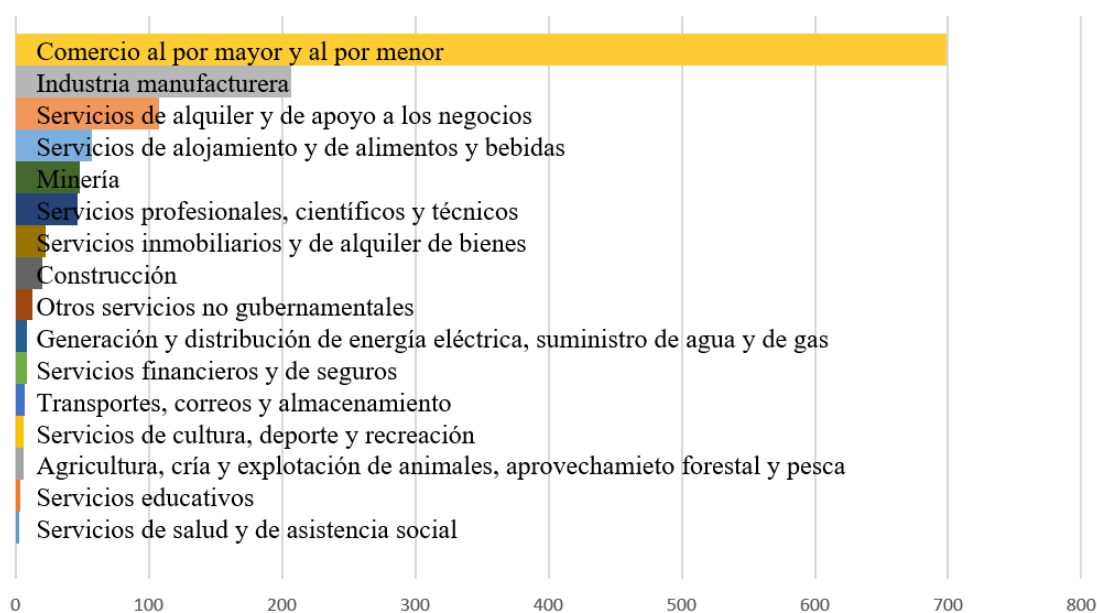 Comercio al por mayor y al por menor
Industria manufacturera
Servicios de alquiler y de apoyo a los negocios
Servicios de alojamiento y de alimentos y bebidas
Minería
Servicios profesionales, científicos y técnicos
Servicios inmobiliarios y de alquiler de bienes
Construcción
Otros servicios no gubernamentales
Generación y distribución de energía eléctrica, suministro de agua y de gas
Servicios financieros y de seguros
Transportes, correos y almacenamiento
Servicios de cultura, deporte y recreación
Agricultura, cría y explotación de animales, aprovechamieto forestal y pesca
Servicios educativos
Servicios de salud y de asistencia social
0 100 200 300 400 500 600 700 800